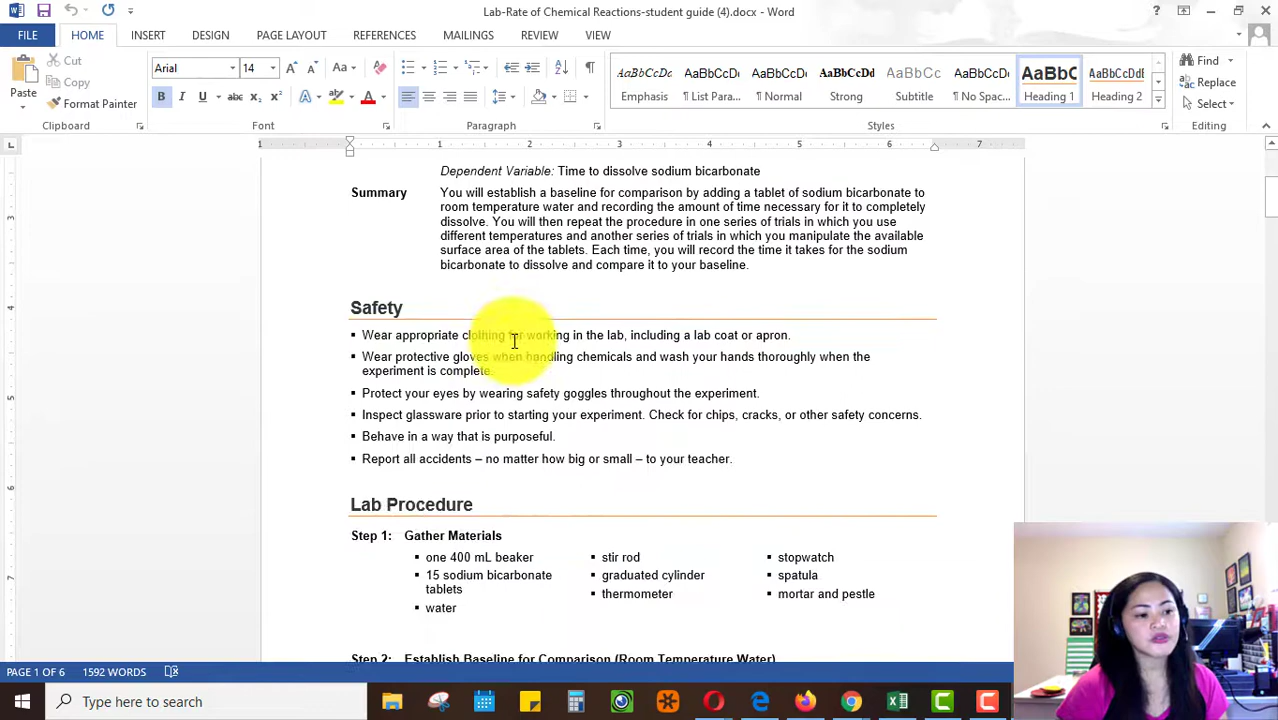 Lab-Rate of Chemical Reactions-student guide (4).docx - Word
FILE HOME INSERT DESIGN PAGE LAYOUT REFERENCES MAILINGS REVIEW VIEW
Cut
Copy
Format Painter
Paste
Clipboard
Arial 14
Font
Paragraph
AaBbCcDc AaBbCcDc AaBbCcDc AaBbCcDc AaBbCc AaBbCcDc AaBbC AaBbCcDdE
Emphasis ¶ List Para... ¶ Normal Strong Subtitle ¶ No Spac... Heading 1 Heading 2
Styles
Find
Replace
Select
Editing
1 1 2 3 4 5 6 7
Dependent Variable: Time to dissolve sodium bicarbonate
Summary You will establish a baseline for comparison by adding a tablet of sodium bicarbonate to
room temperature water and recording the amount of time necessary for it to completely
dissolve. You will then repeat the procedure in one series of trials in which you use
different temperatures and another series of trials in which you manipulate the available
surface area of the tablets. Each time, you will record the time it takes for the sodium
bicarbonate to dissolve and compare it to your baseline.
Safety
▪ Wear appropriate clothing for working in the lab, including a lab coat or apron.
▪ Wear protective gloves when handling chemicals and wash your hands thoroughly when the
experiment is complete.
▪ Protect your eyes by wearing safety goggles throughout the experiment.
▪ Inspect glassware prior to starting your experiment. Check for chips, cracks, or other safety concerns.
▪ Behave in a way that is purposeful.
▪ Report all accidents – no matter how big or small – to your teacher.
Lab Procedure
Step 1: Gather Materials
▪ one 400 mL beaker ▪ stir rod ▪ stopwatch
▪ 15 sodium bicarbonate ▪ graduated cylinder ▪ spatula
tablets
▪ thermometer ▪ mortar and pestle
▪ water
Step 2: Establish Baseline for Comparison (Room Temperature Water)
PAGE 1 OF 6 1592 WORDS
Type here to search